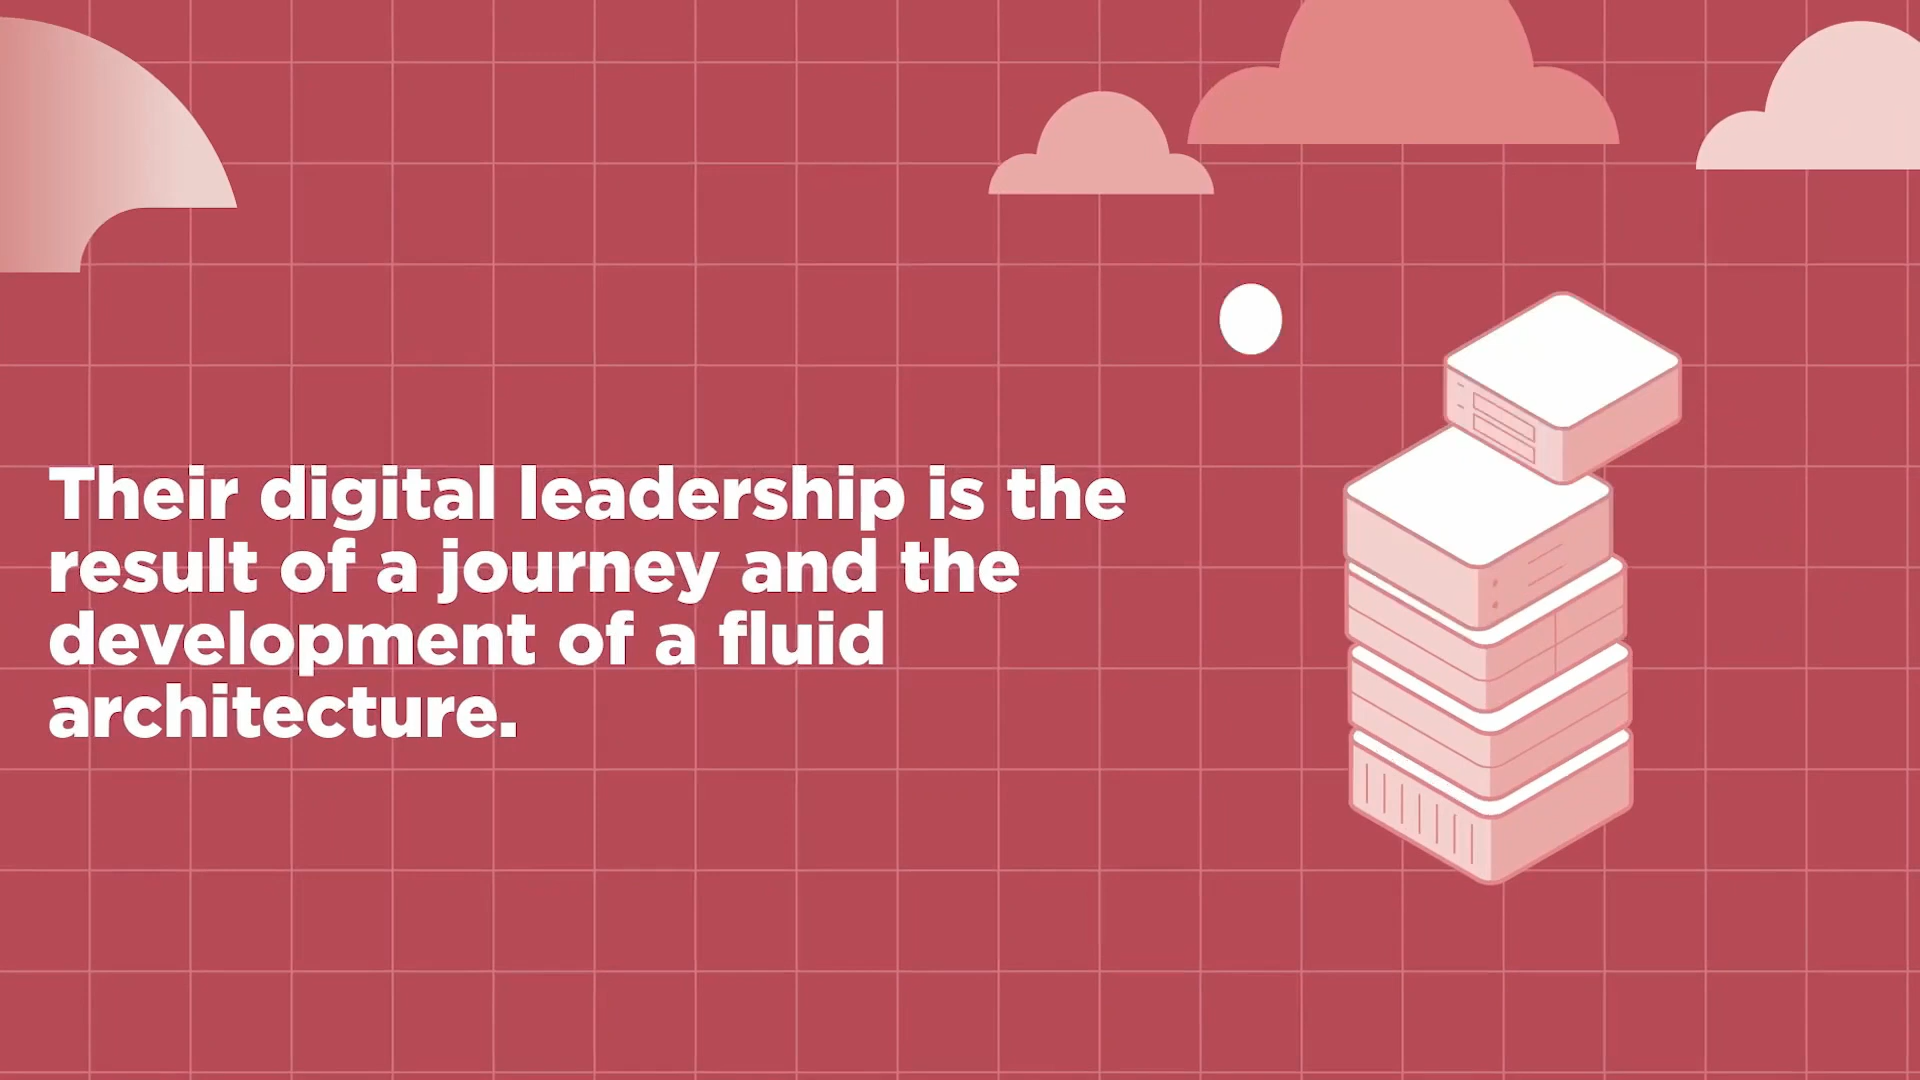 Their digital leadership is the
result of a journey and the
development of a fluid
architecture.